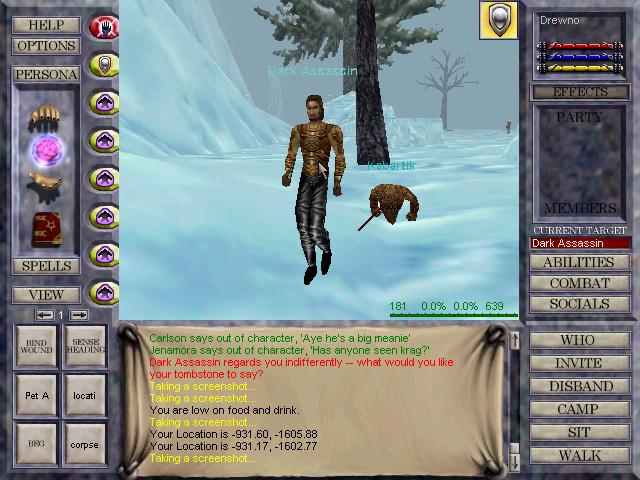 HELP
OPTIONS
PERSONA
SPELLS
VIEW
1
BIND
WOUND
SENSE
HEADING
Pet A
locati
BEG
corpse
Dark Assassin
Kabartik
181 0.0% 0.0% 639
Carlson says out of character, 'Aye he's a big meanie'
Jenamora says out of character, 'Has anyone seen krag?'
Dark Assassin regards you indifferently -- what would you like
your tombstone to say?
Taking a screenshot...
Taking a screenshot...
You are low on food and drink.
Taking a screenshot...
Your Location is -931.60, -1605.88
Your Location is -931.17, -1602.77
Taking a screenshot...
Drewno
EFFECTS
PARTY
MEMBERS
CURRENT TARGET
Dark Assassin
ABILITIES
COMBAT
SOCIALS
WHO
INVITE
DISBAND
CAMP
SIT
WALK